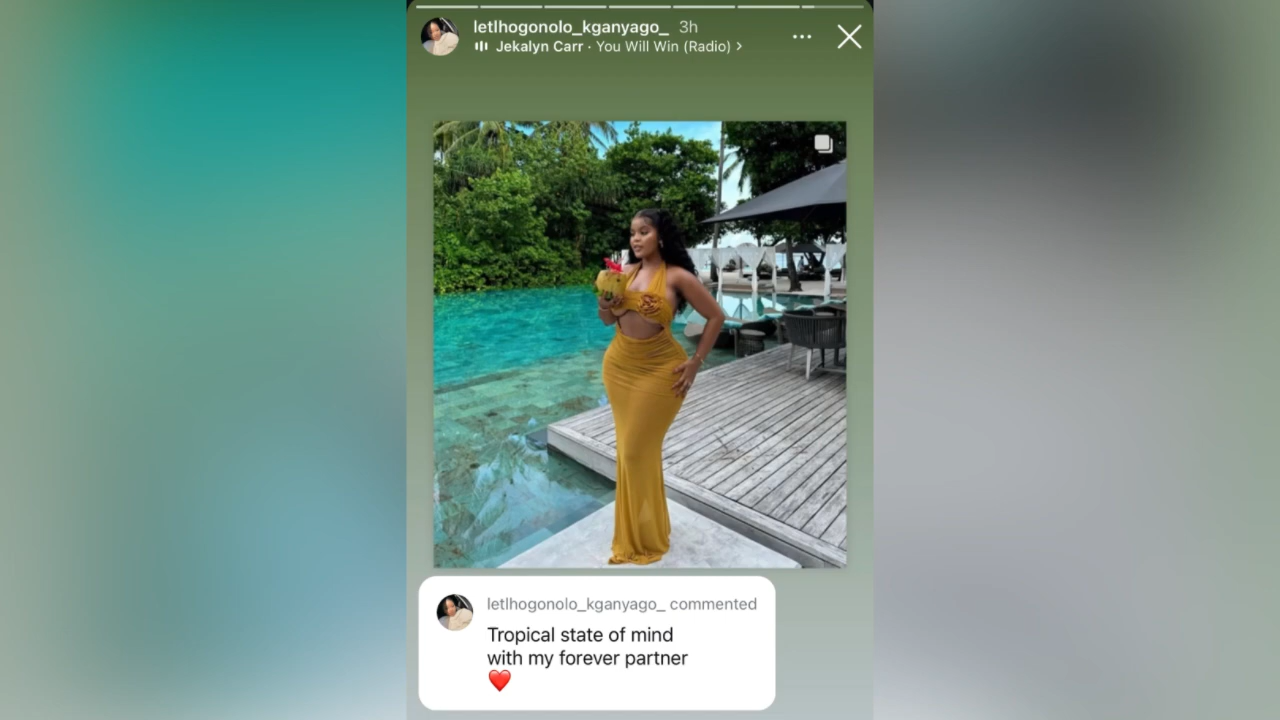 letlhogonolo_kganyago_ 3h
Jekalyn Carr · You Will Win (Radio) >
letlhogonolo_kganyago_ commented
Tropical state of mind
with my forever partner
❤️